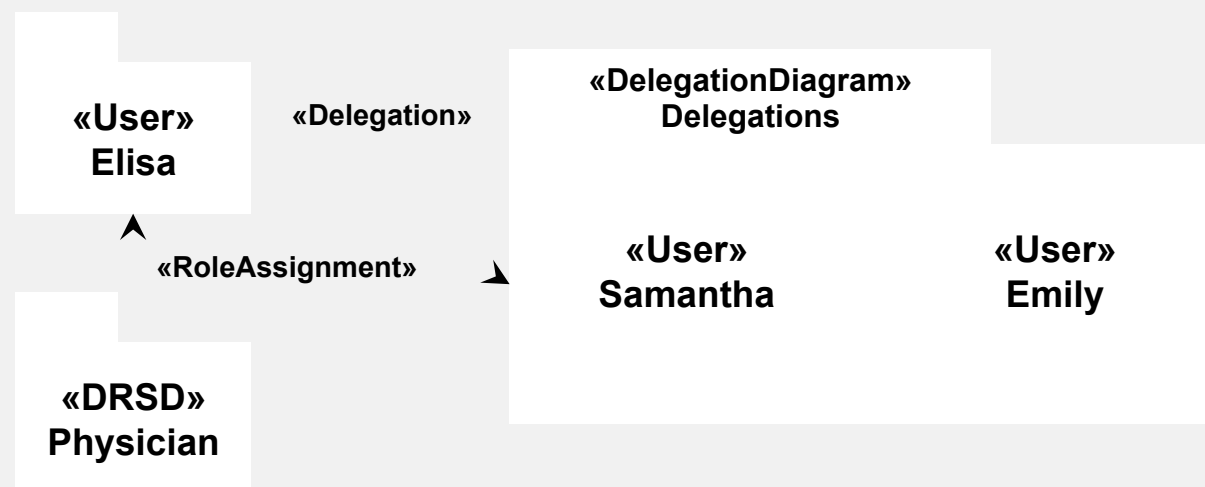 «User»
Elisa
«Delegation»
«DelegationDiagram»
Delegations
«User»
Samantha
«User»
Emily
«RoleAssignment»
«DRSD»
Physician